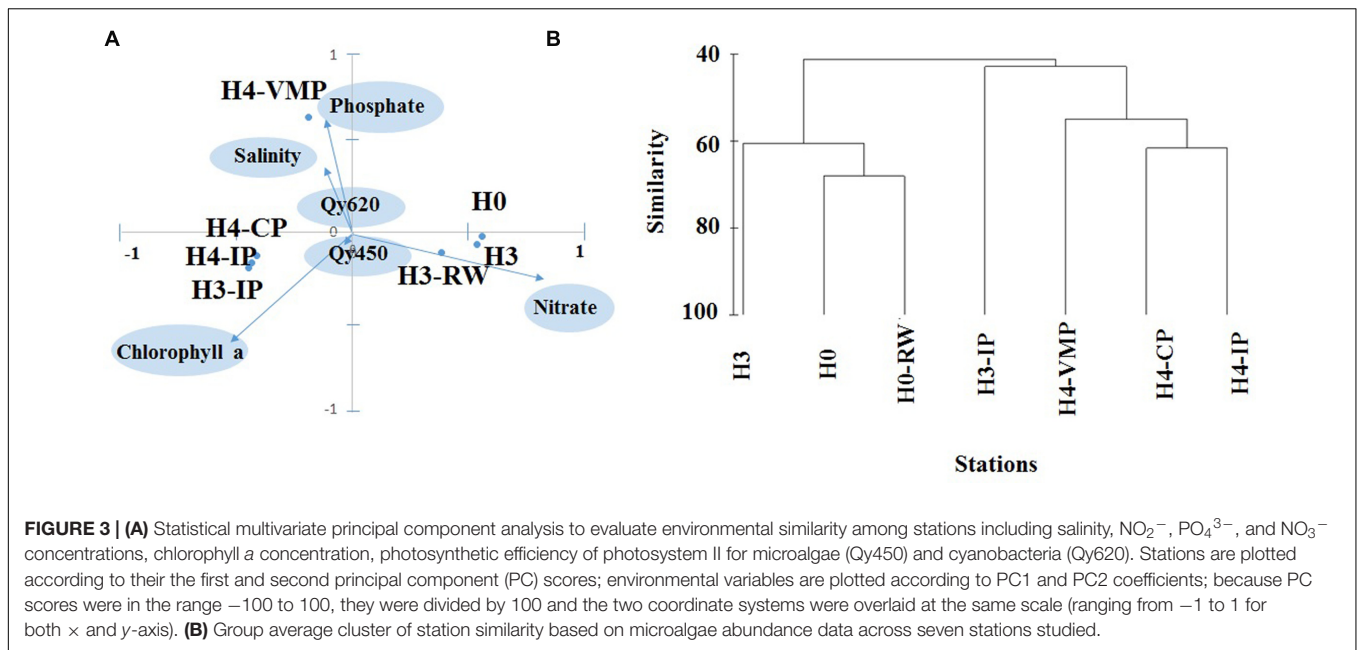 A
B
1
H4-VMP
Phosphate
Salinity
Qy620
H0
H4-CP
0
-1
Qy450
H3
1
H4-IP
H3-RW
H3-IP
Nitrate
Chlorophyll a
-1
40
60
80
100
Similarity
H3
H0
H0-RW
H3-IP
H4-VMP
H4-CP
H4-IP
Stations
FIGURE 3 | (A) Statistical multivariate principal component analysis to evaluate environmental similarity among stations including salinity, NO₂⁻, PO₄³⁻, and NO₃⁻
concentrations, chlorophyll a concentration, photosynthetic efficiency of photosystem II for microalgae (Qy450) and cyanobacteria (Qy620). Stations are plotted
according to their the first and second principal component (PC) scores; environmental variables are plotted according to PC1 and PC2 coefficients; because PC
scores were in the range −100 to 100, they were divided by 100 and the two coordinate systems were overlaid at the same scale (ranging from −1 to 1 for
both × and y-axis). (B) Group average cluster of station similarity based on microalgae abundance data across seven stations studied.